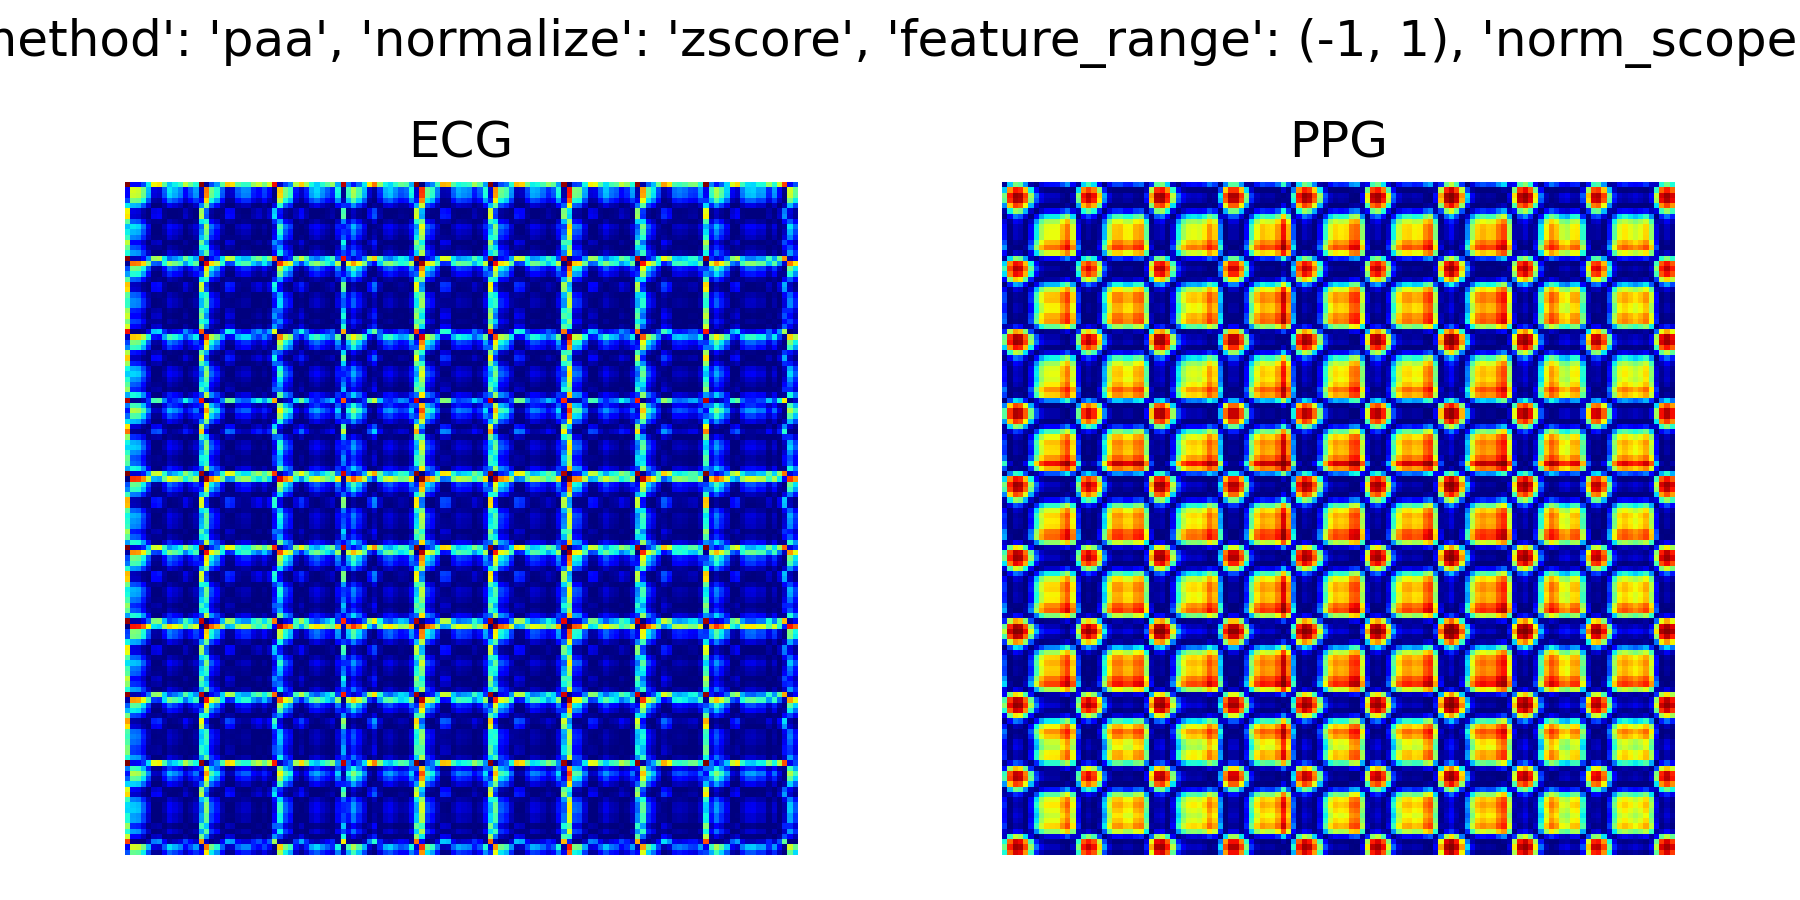 ethod': 'paa', 'normalize': 'zscore', 'feature_range': (-1, 1), 'norm_scope
ECG
PPG